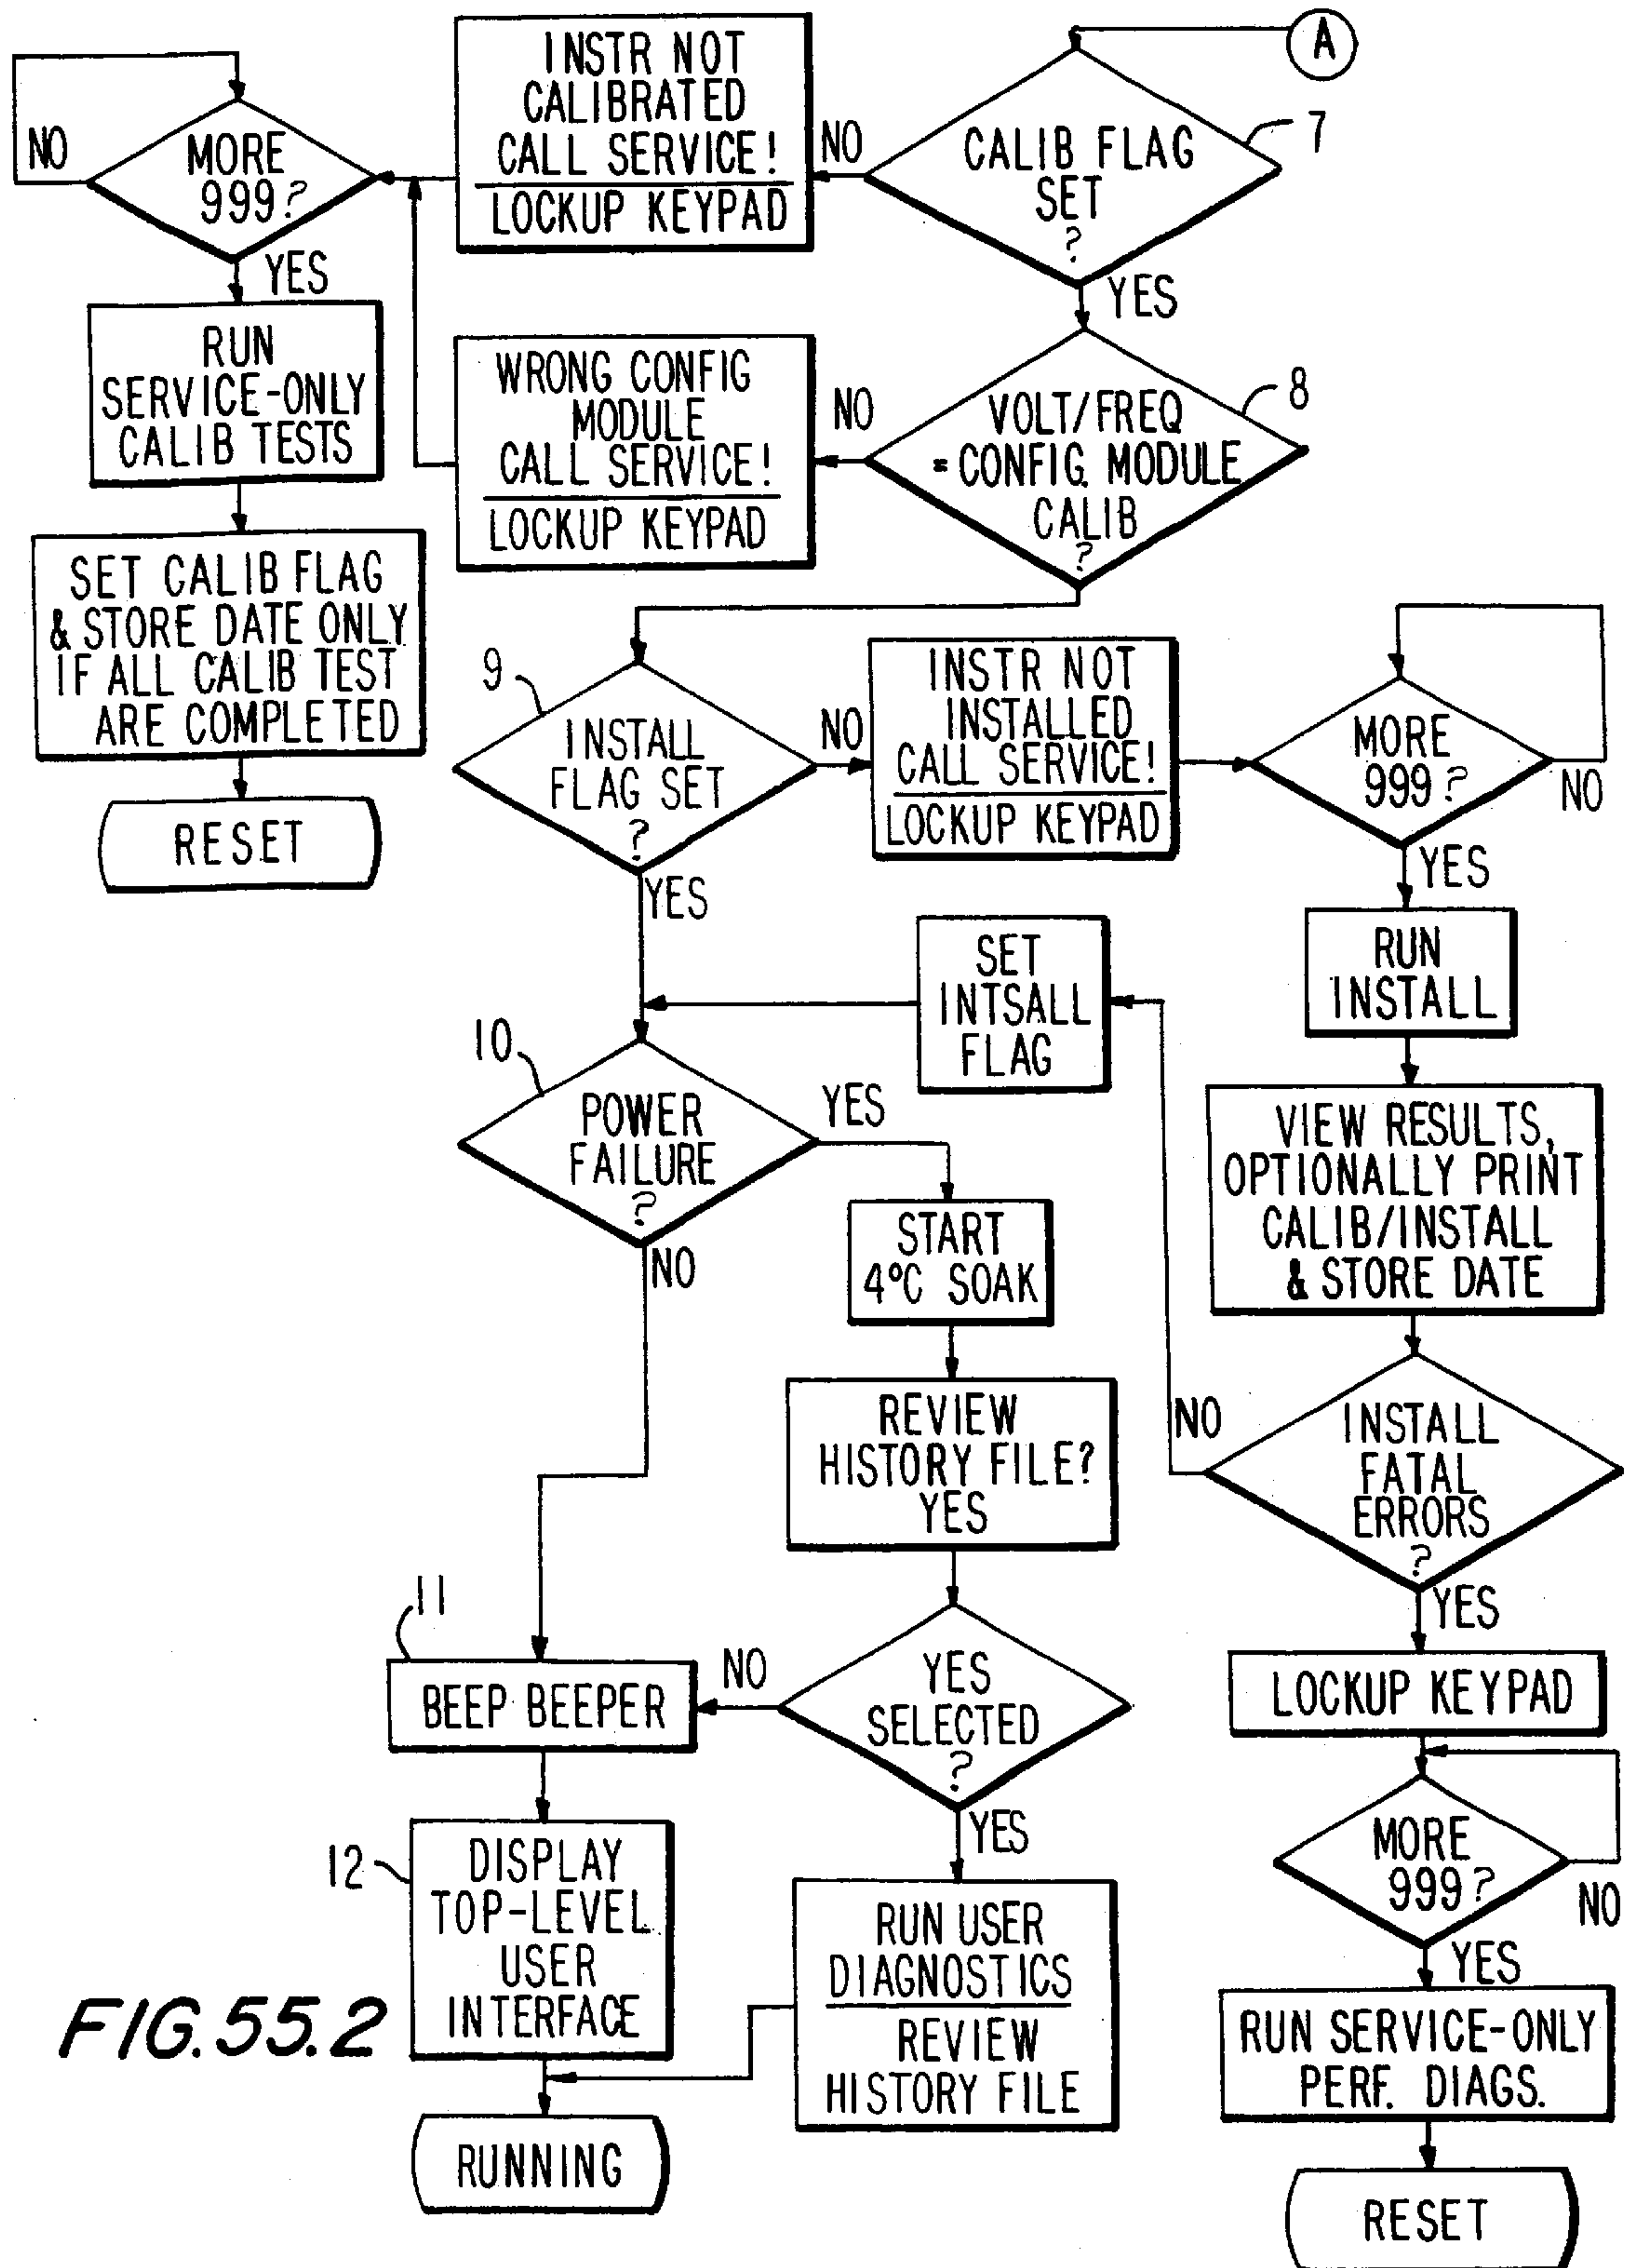 A
INSTR NOT
CALIBRATED
CALL SERVICE!
LOCKUP KEYPAD
NO
CALIB FLAG
SET
?
7
YES
NO
MORE
999?
YES
RUN
SERVICE-ONLY
CALIB TESTS
SET CALIB FLAG
& STORE DATE ONLY
IF ALL CALIB TEST
ARE COMPLETED
RESET
WRONG CONFIG
MODULE
CALL SERVICE!
LOCKUP KEYPAD
NO
VOLT/FREQ
= CONFIG. MODULE
CALIB
?
8
9
INSTALL
FLAG SET
?
NO
YES
INSTR NOT
INSTALLED
CALL SERVICE!
LOCKUP KEYPAD
MORE
999?
NO
YES
RUN
INSTALL
SET
INTSALL
FLAG
10
POWER
FAILURE
?
YES
NO
START
4°C SOAK
VIEW RESULTS,
OPTIONALLY PRINT
CALIB/INSTALL
& STORE DATE
REVIEW
HISTORY FILE?
YES
NO
INSTALL
FATAL
ERRORS
?
YES
11
BEEP BEEPER
NO
YES
SELECTED
?
YES
LOCKUP KEYPAD
MORE
999?
NO
YES
12
DISPLAY
TOP-LEVEL
USER
INTERFACE
RUN USER
DIAGNOSTICS
REVIEW
HISTORY FILE
RUN SERVICE-ONLY
PERF. DIAGS.
RUNNING
RESET
FIG.55.2